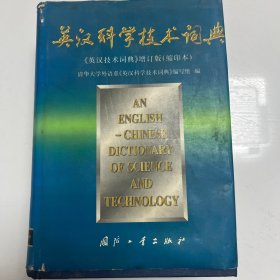 英汉科学技术词典
《英汉技术词典》增订版(缩印本)
清华大学外语系《英汉科学技术词典》编写组 编
AN
ENGLISH
-CHINESE
DICTIONARY
OF SCIENCE
AND
TECHNOLOGY
国防工业出版社